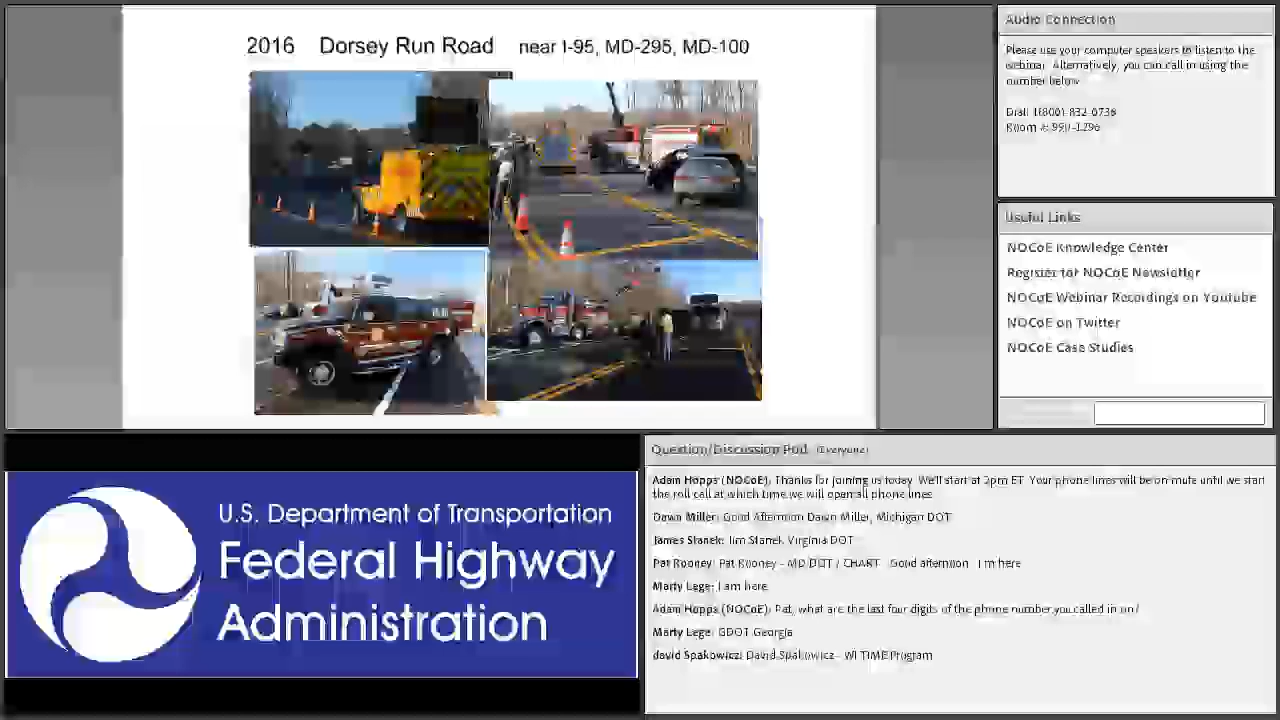 2016 Dorsey Run Road near I-95, MD-295, MD-100
Audio Connection
Please use your computer speakers to listen to the
webinar. Alternatively, you can call in using the
number below
Useful Links
NOCoE Knowledge Center
Register for NOCoE Newsletter
NOCoE Webinar Recordings on Youtube
NOCoE on Twitter
NOCoE Case Studies
U.S. Department of Transportation
Federal Highway
Administration
Question/Discussion Pod (Everyone)
Adam Hopps (NOCoE): Thanks for joining us today. We'll start at 2pm ET. Your phone lines will be on mute until we start
the roll call at which time we will open all phone lines
Dawn Miller: Good Afternoon Dawn Miller, Michigan DOT
James Stanek: Jim Stanek Virginia DOT
Pat Rooney: Pat Rooney - MD DOT / CHART Good afternoon I'm here
Marty Lege: I am here
Adam Hopps (NOCoE): Pat, what are the last four digits of the phone number you called in on?
Marty Lege: GDOT Georgia
david Spakowicz: David Spakowicz - WI TIME Program